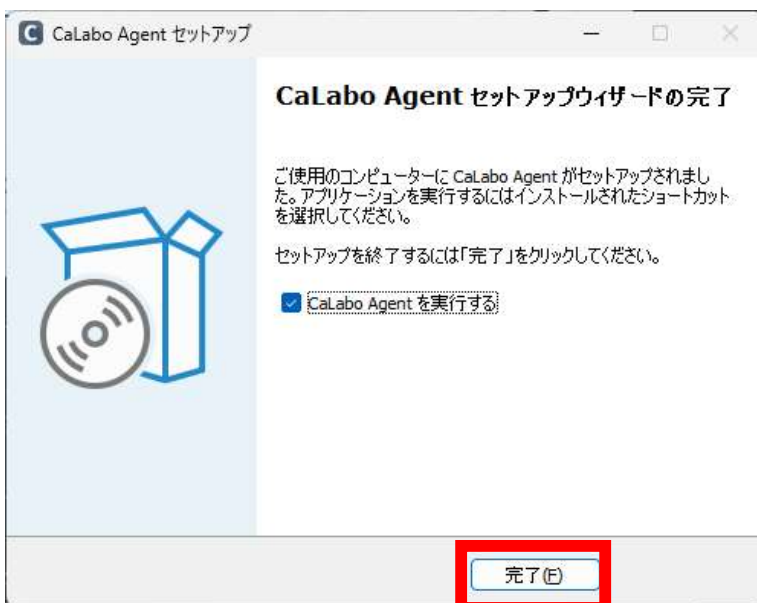 CaLabo Agent セットアップ
CaLabo Agent セットアップウィザードの完了
ご使用のコンピューターに CaLabo Agent がセットアップされまし
た。アプリケーションを実行するにはインストールされたショートカット
を選択してください。
セットアップを終了するには「完了」をクリックしてください。
CaLabo Agent を実行する
完了(F)